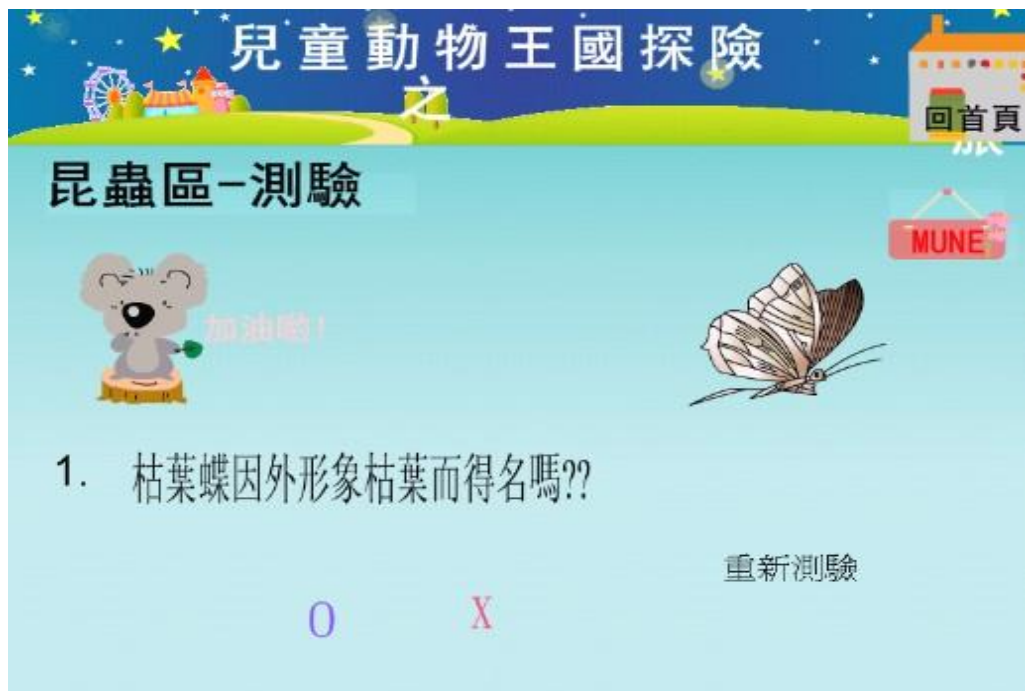 兒童動物王國探險
之
旅
回首頁
昆蟲區-測驗
MUNE
加油喲!
1. 枯葉蝶因外形象枯葉而得名嗎??
重新測驗
O X